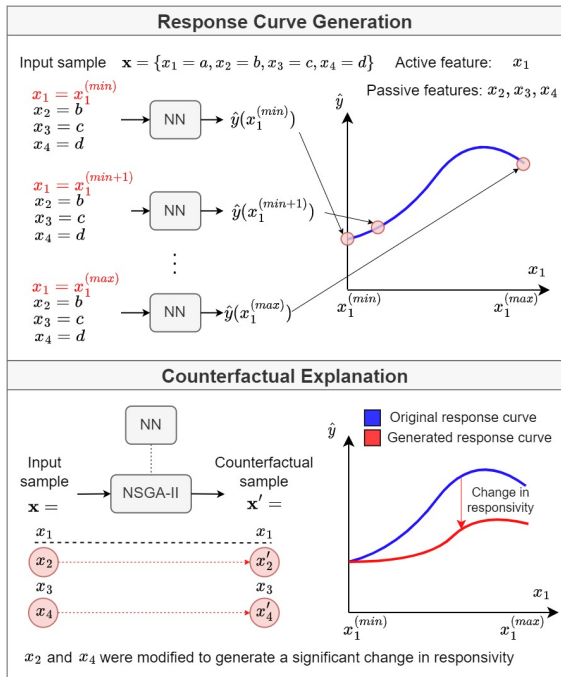 Response Curve Generation
Input sample x = {x₁ = a, x₂ = b, x₃ = c, x₄ = d} Active feature: x₁
Passive features: x₂, x₃, x₄
x₁ = x₁^(min)
x₂ = b
x₃ = c
x₄ = d
NN
ŷ(x₁^(min))
x₁ = x₁^(min+1)
x₂ = b
x₃ = c
x₄ = d
NN
ŷ(x₁^(min+1))
⋮
x₁ = x₁^(max)
x₂ = b
x₃ = c
x₄ = d
NN
ŷ(x₁^(max))
ŷ
x₁
x₁^(min)
x₁^(max)
Counterfactual Explanation
NN
Input
sample
x =
NSGA-II
Counterfactual
sample
x′ =
x₁ x₁
x₂ x₂′
x₃ x₃
x₄ x₄′
Original response curve
Generated response curve
ŷ
Change in
responsivity
x₁
x₁^(min)
x₁^(max)
x₂ and x₄ were modified to generate a significant change in responsivity